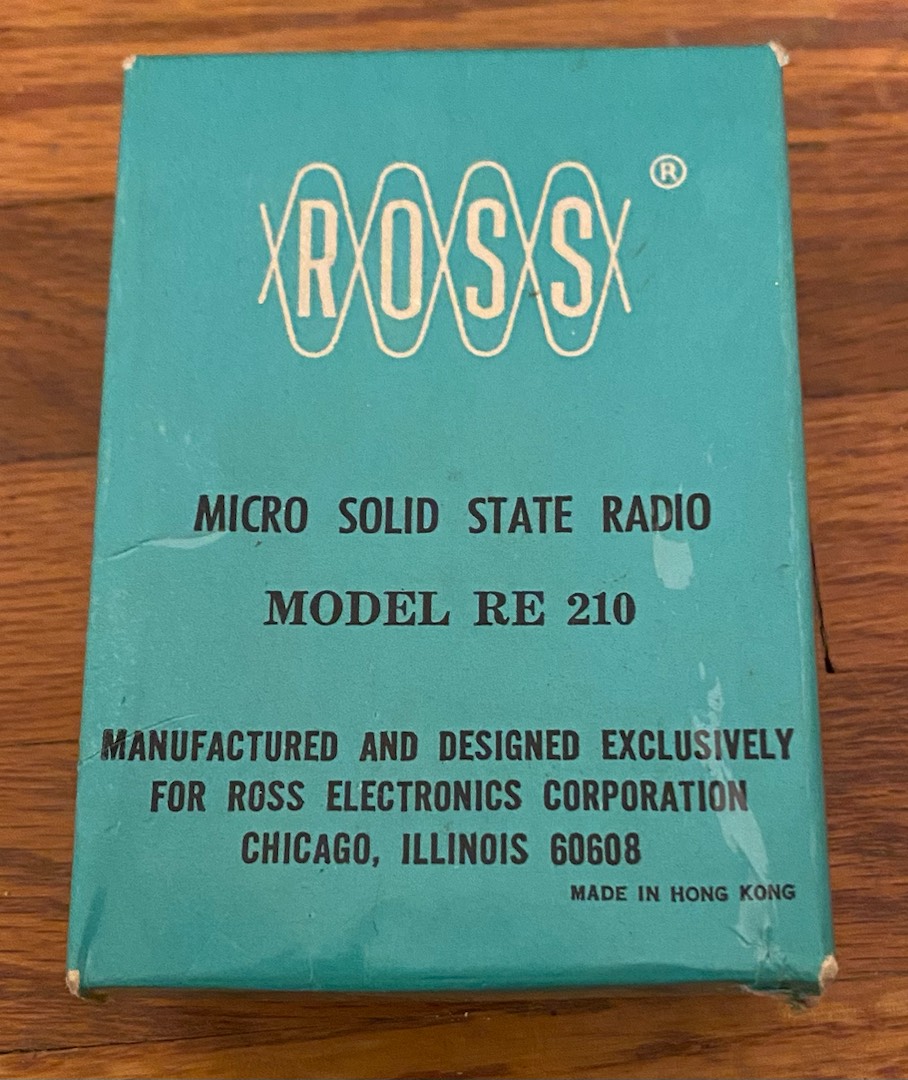 ROSS ®
MICRO SOLID STATE RADIO
MODEL RE 210
MANUFACTURED AND DESIGNED EXCLUSIVELY
FOR ROSS ELECTRONICS CORPORATION
CHICAGO, ILLINOIS 60608
MADE IN HONG KONG